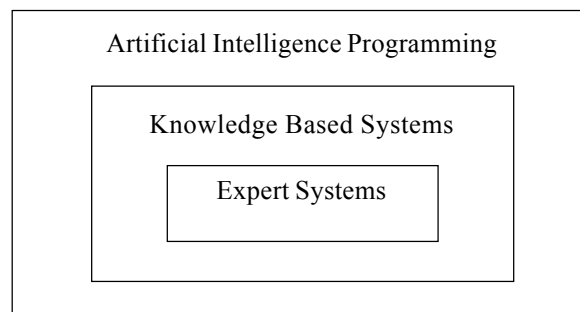 Artificial Intelligence Programming
Knowledge Based Systems
Expert Systems